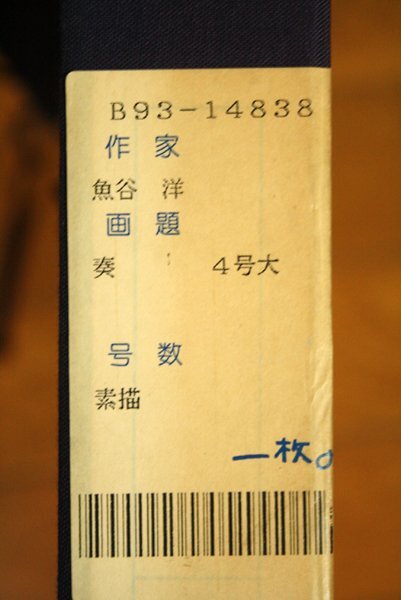 B93-14838
作家
魚谷 洋
画題
奏 4号大
号数
素描
一枚。